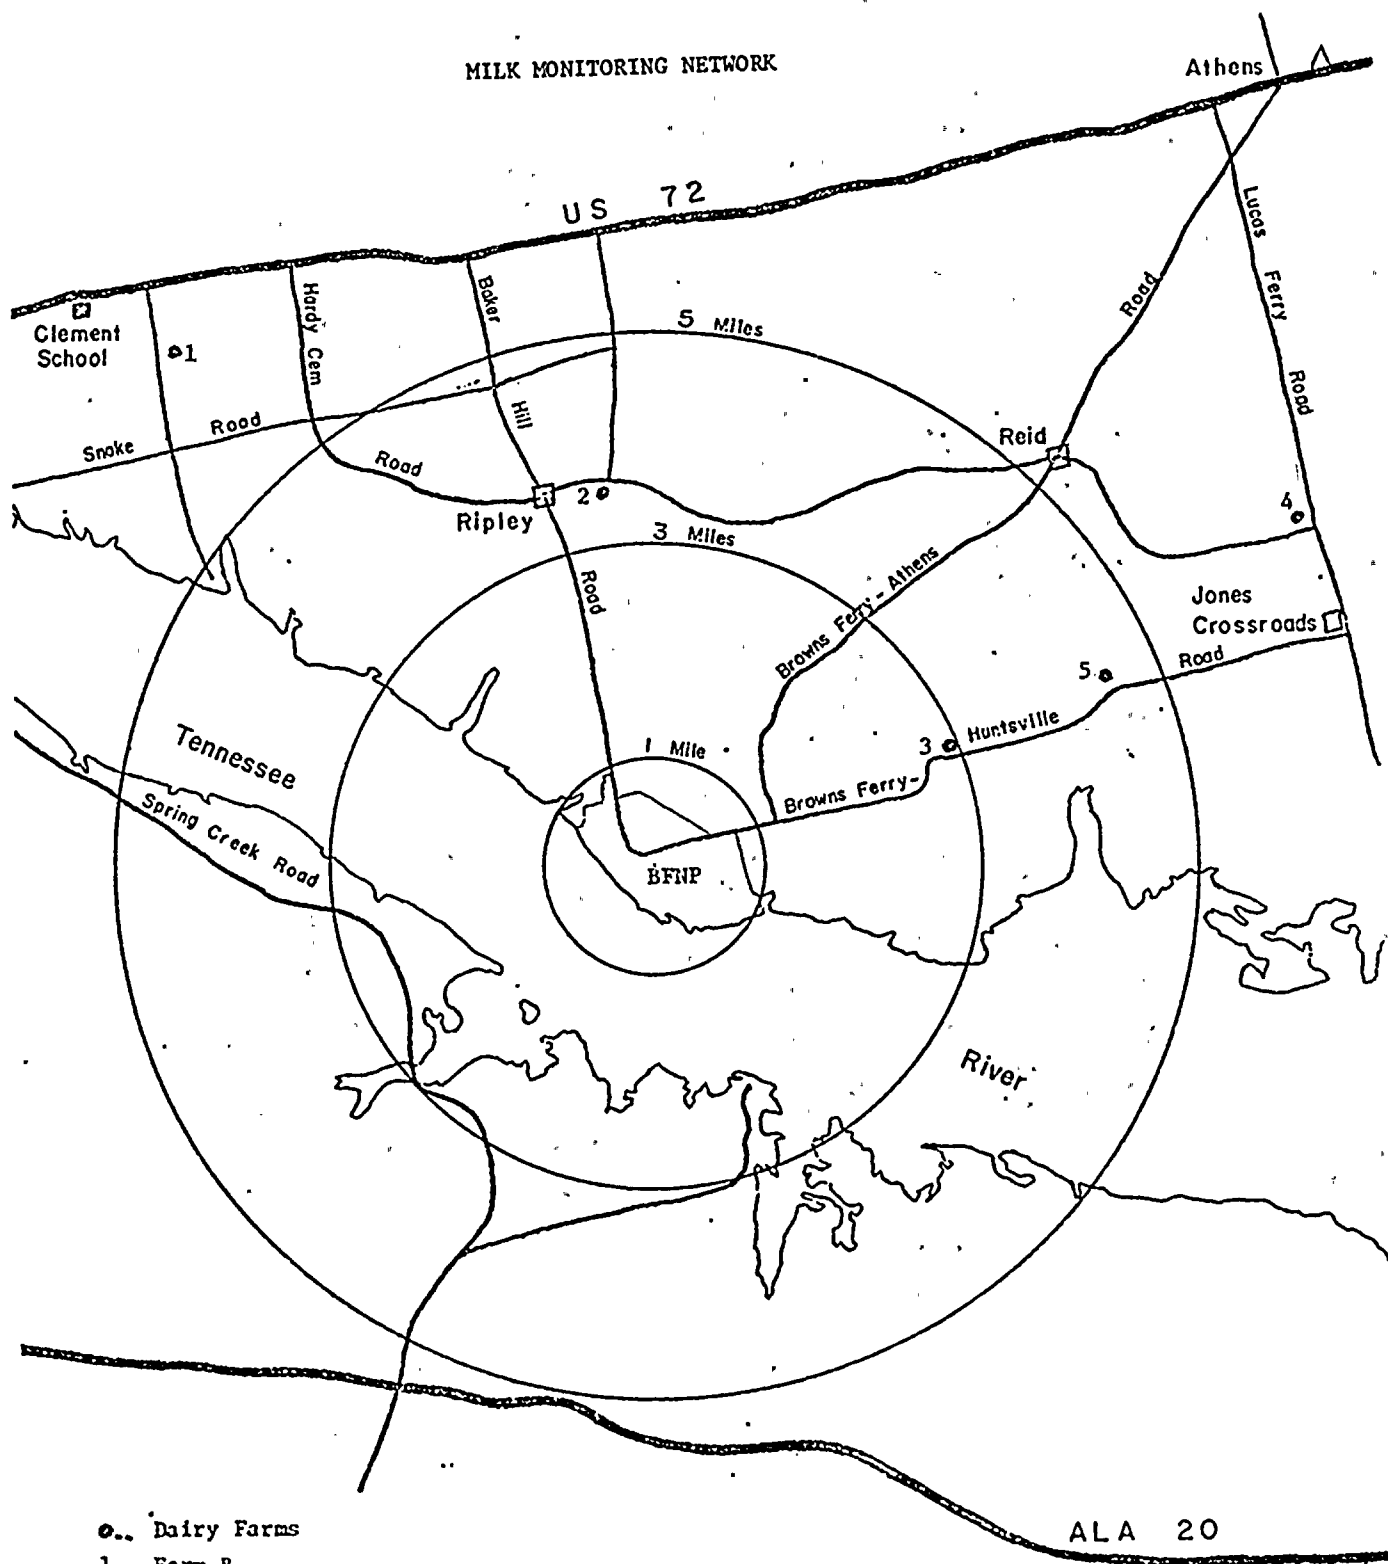 MILK MONITORING NETWORK
Athens
US 72
Lucas Ferry Road
Baker Hill Road
Hardy Cem Road
Clement
School
1
5 Miles
Road
Snake Road
Reid
2
Ripley
4
3 Miles
Browns Ferry - Athens
Jones
Crossroads
5
Road
Huntsville
3
1 Mile
Browns Ferry-
Tennessee
Spring Creek Road
BFNP
River
ALA 20
Dairy Farms
1 Farm B